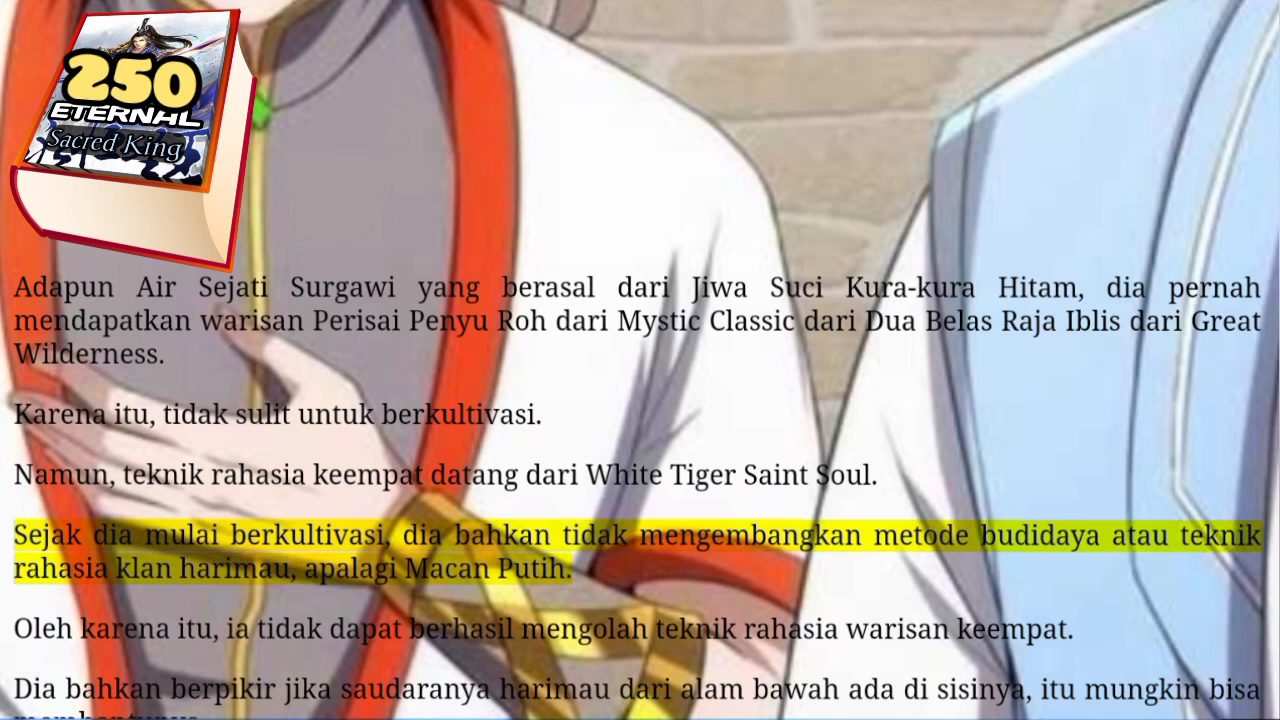 250
ETERNAL
Sacred King
Adapun Air Sejati Surgawi yang berasal dari Jiwa Suci Kura-kura Hitam, dia pernah
mendapatkan warisan Perisai Penyu Roh dari Mystic Classic dari Dua Belas Raja Iblis dari Great
Wilderness.
Karena itu, tidak sulit untuk berkultivasi.
Namun, teknik rahasia keempat datang dari White Tiger Saint Soul.
Sejak dia mulai berkultivasi, dia bahkan tidak mengembangkan metode budidaya atau teknik
rahasia klan harimau, apalagi Macan Putih.
Oleh karena itu, ia tidak dapat berhasil mengolah teknik rahasia warisan keempat.
Dia bahkan berpikir jika saudaranya harimau dari alam bawah ada di sisinya, itu mungkin bisa